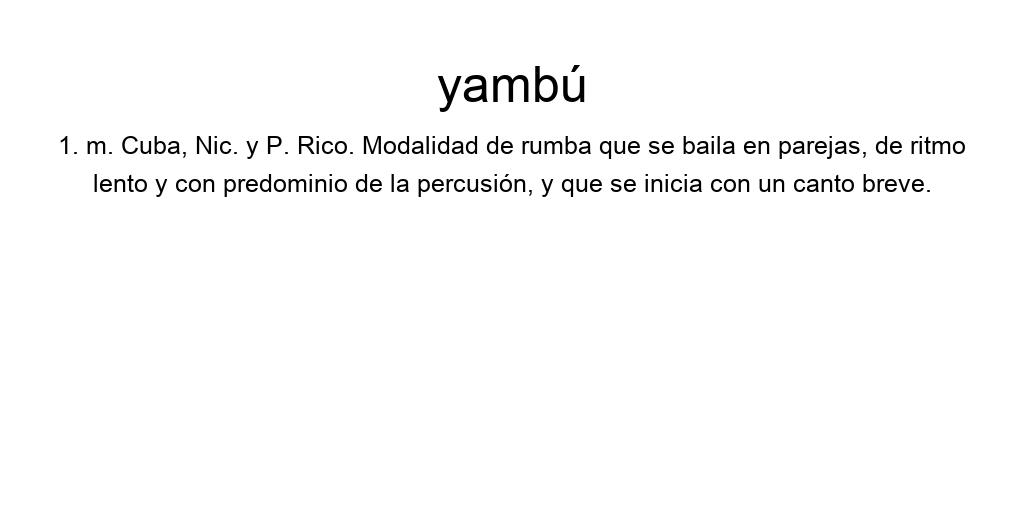 yambú
1. m. Cuba, Nic. y P. Rico. Modalidad de rumba que se baila en parejas, de ritmo
lento y con predominio de la percusión, y que se inicia con un canto breve.